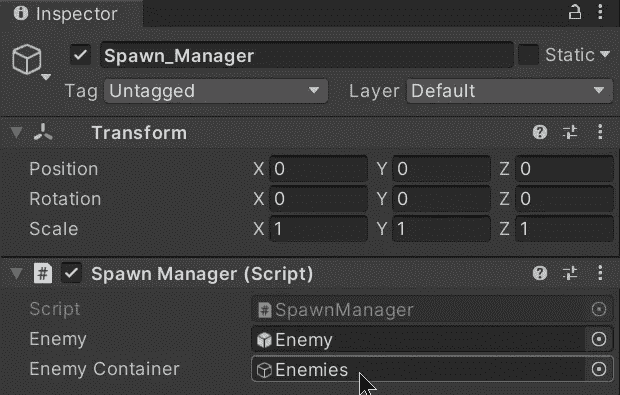 Inspector
Spawn_Manager Static
Tag Untagged Layer Default
Transform
Position X 0 Y 0 Z 0
Rotation X 0 Y 0 Z 0
Scale X 1 Y 1 Z 1
# Spawn Manager (Script)
Script # SpawnManager
Enemy Enemy
Enemy Container Enemies